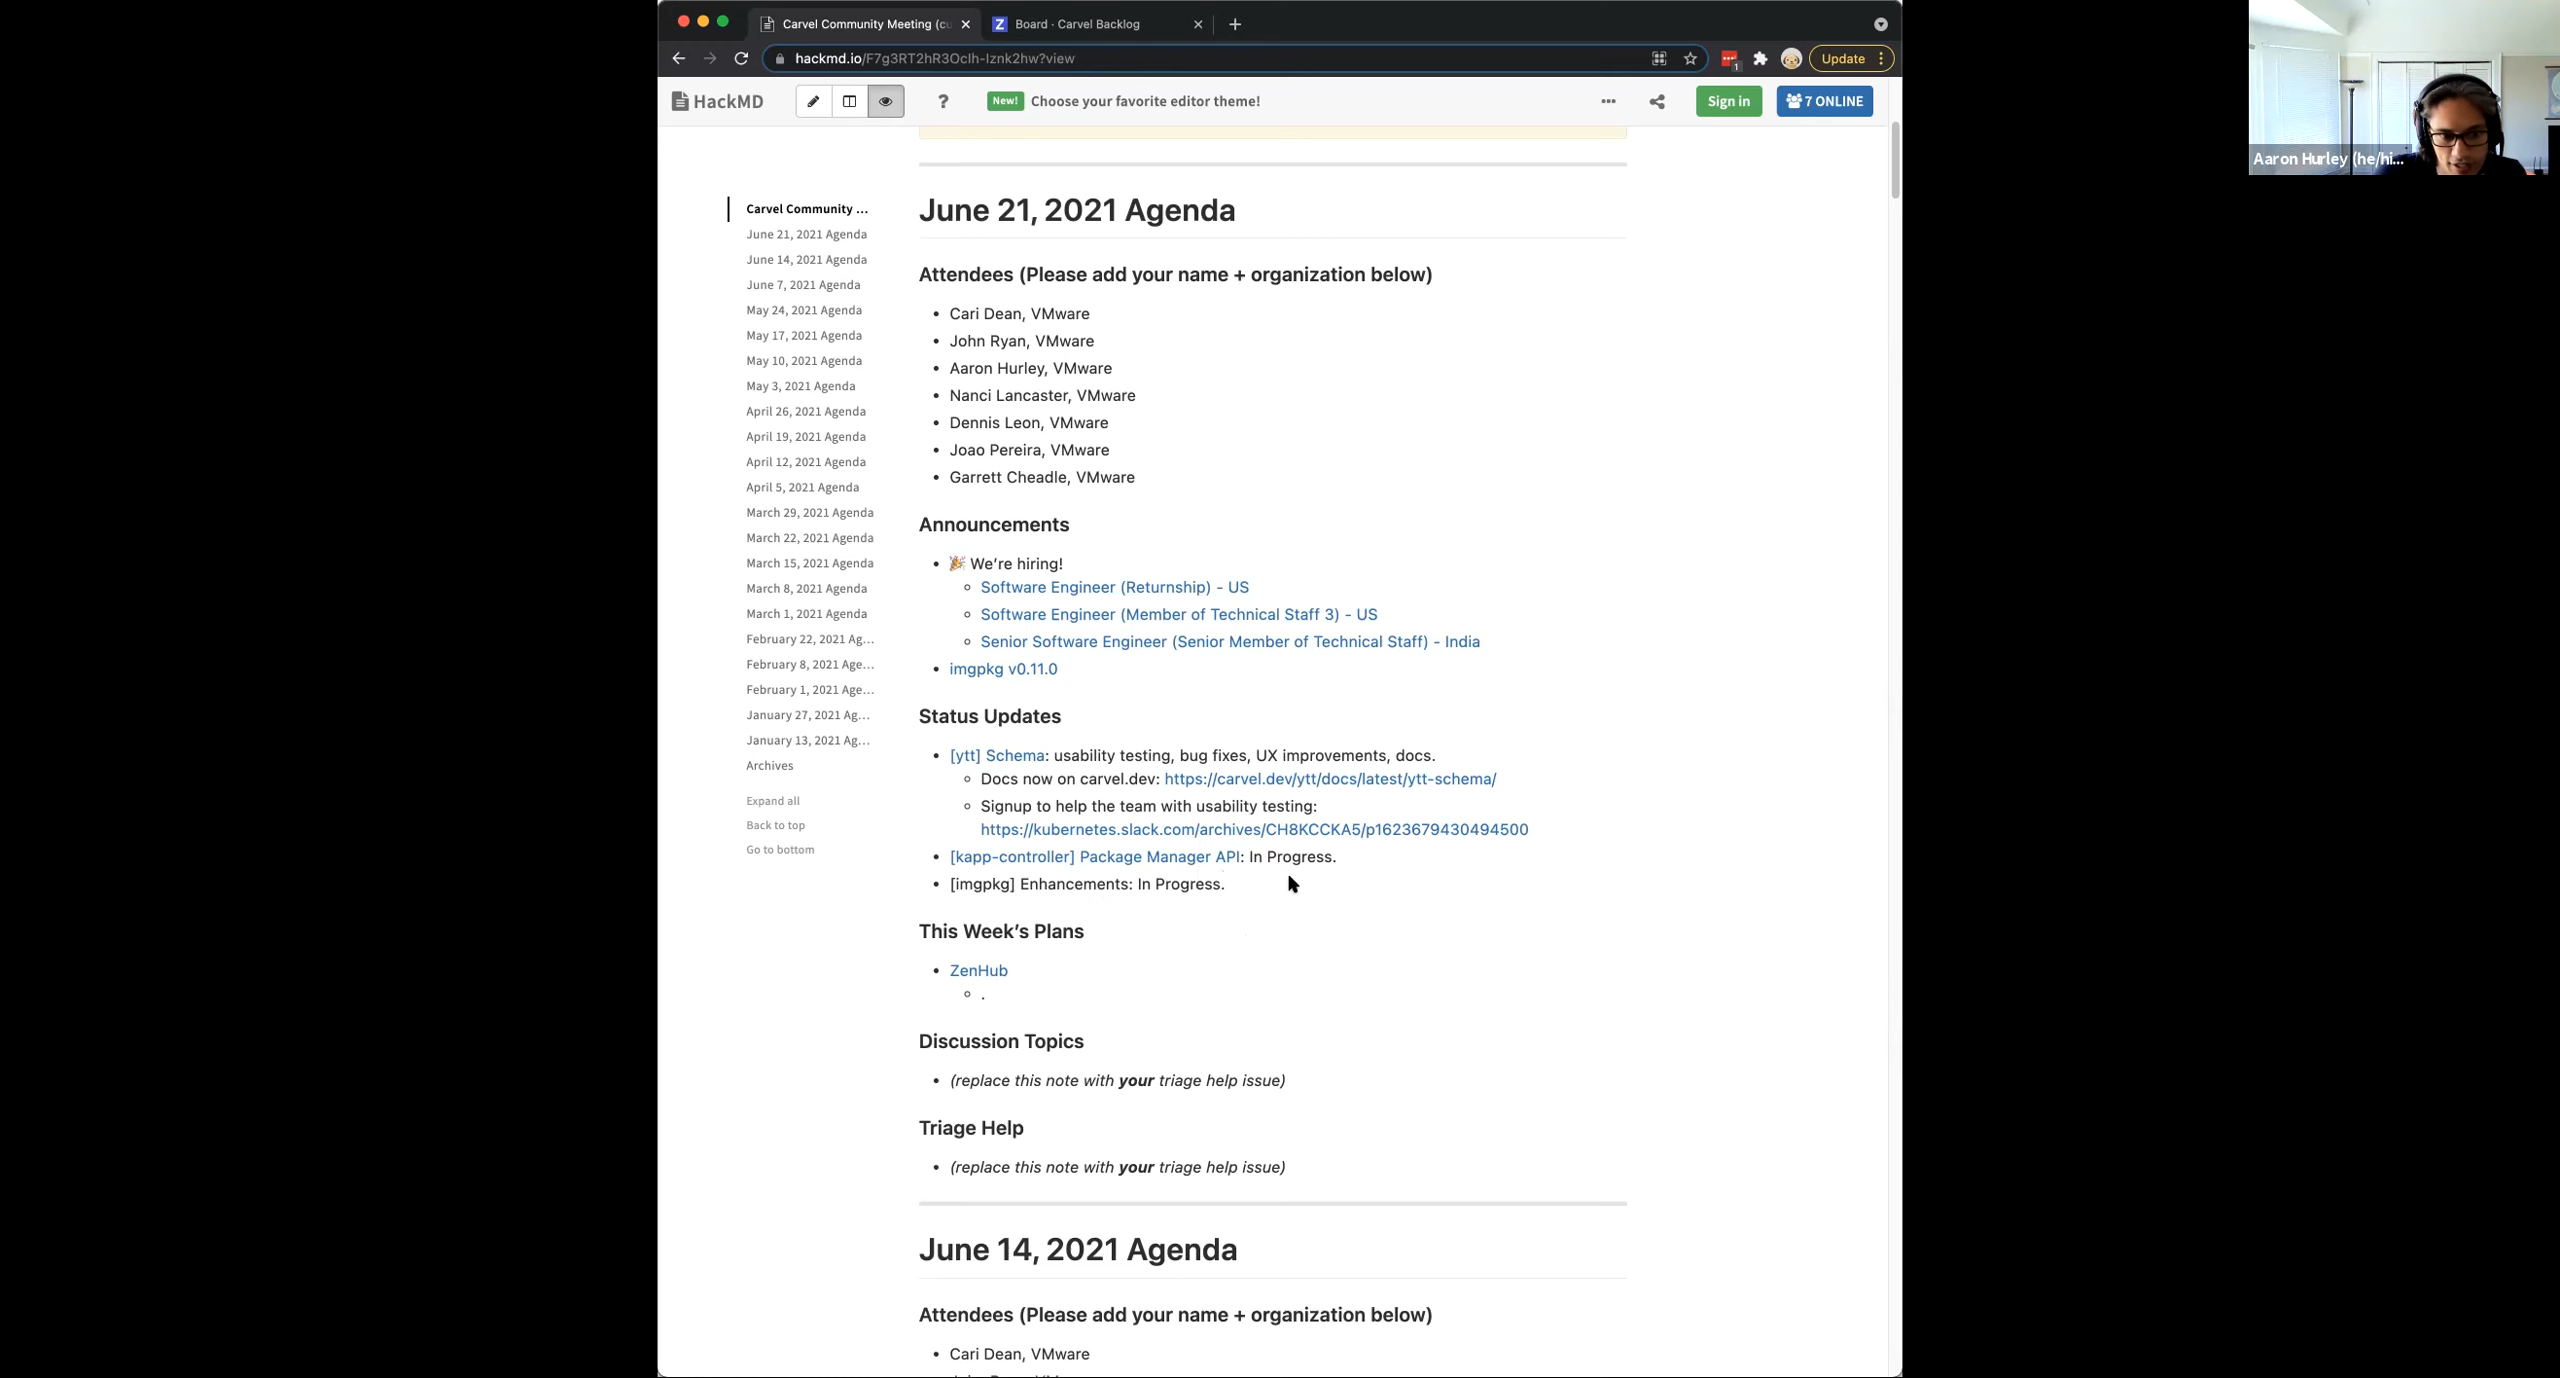 Carvel Community Meeting (cu
Board · Carvel Backlog
hackmd.io/F7g3RT2hR3OcIh-Iznk2hw?view
1
Update
HackMD
?
New! Choose your favorite editor theme!
Sign in
7 ONLINE
Aaron Hurley (he/hi...
Carvel Community ...
June 21, 2021 Agenda
June 14, 2021 Agenda
June 7, 2021 Agenda
May 24, 2021 Agenda
May 17, 2021 Agenda
May 10, 2021 Agenda
May 3, 2021 Agenda
April 26, 2021 Agenda
April 19, 2021 Agenda
April 12, 2021 Agenda
April 5, 2021 Agenda
March 29, 2021 Agenda
March 22, 2021 Agenda
March 15, 2021 Agenda
March 8, 2021 Agenda
March 1, 2021 Agenda
February 22, 2021 Ag...
February 8, 2021 Age...
February 1, 2021 Age...
January 27, 2021 Ag...
January 13, 2021 Ag...
Archives
Expand all
Back to top
Go to bottom
June 21, 2021 Agenda
Attendees (Please add your name + organization below)
• Cari Dean, VMware
• John Ryan, VMware
• Aaron Hurley, VMware
• Nanci Lancaster, VMware
• Dennis Leon, VMware
• Joao Pereira, VMware
• Garrett Cheadle, VMware
Announcements
• 🎉 We’re hiring!
◦ Software Engineer (Returnship) - US
◦ Software Engineer (Member of Technical Staff 3) - US
◦ Senior Software Engineer (Senior Member of Technical Staff) - India
• imgpkg v0.11.0
Status Updates
• [ytt] Schema: usability testing, bug fixes, UX improvements, docs.
◦ Docs now on carvel.dev: https://carvel.dev/ytt/docs/latest/ytt-schema/
◦ Signup to help the team with usability testing:
https://kubernetes.slack.com/archives/CH8KCCKA5/p1623679430494500
• [kapp-controller] Package Manager API: In Progress.
• [imgpkg] Enhancements: In Progress.
This Week’s Plans
• ZenHub
◦ .
Discussion Topics
• (replace this note with your triage help issue)
Triage Help
• (replace this note with your triage help issue)
June 14, 2021 Agenda
Attendees (Please add your name + organization below)
• Cari Dean, VMware